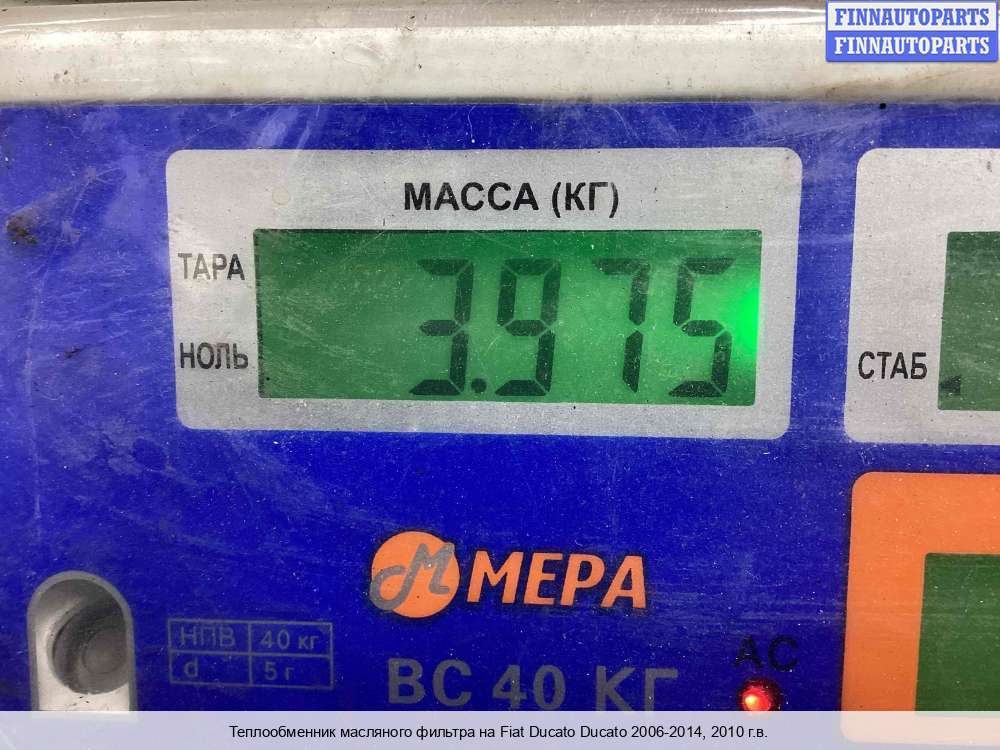 FINNAUTOPARTS
FINNAUTOPARTS
МАССА (КГ)
ТАРА
НОЛЬ
3.975
СТАБ
МЕРА
НПВ 40 кг
d 5 г
ВС 40 КГ
АС
Теплообменник масляного фильтра на Fiat Ducato Ducato 2006-2014, 2010 г.в.